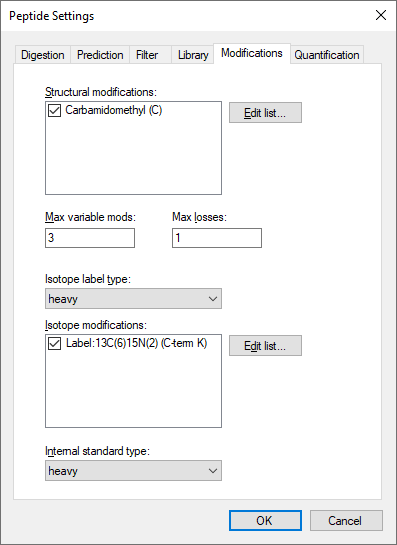 Peptide Settings
Digestion Prediction Filter Library Modifications Quantification
Structural modifications:
Carbamidomethyl (C)
Edit list...
Max variable mods: Max losses:
3 1
Isotope label type:
heavy
Isotope modifications:
Label:13C(6)15N(2) (C-term K)
Edit list...
Internal standard type:
heavy
OK Cancel